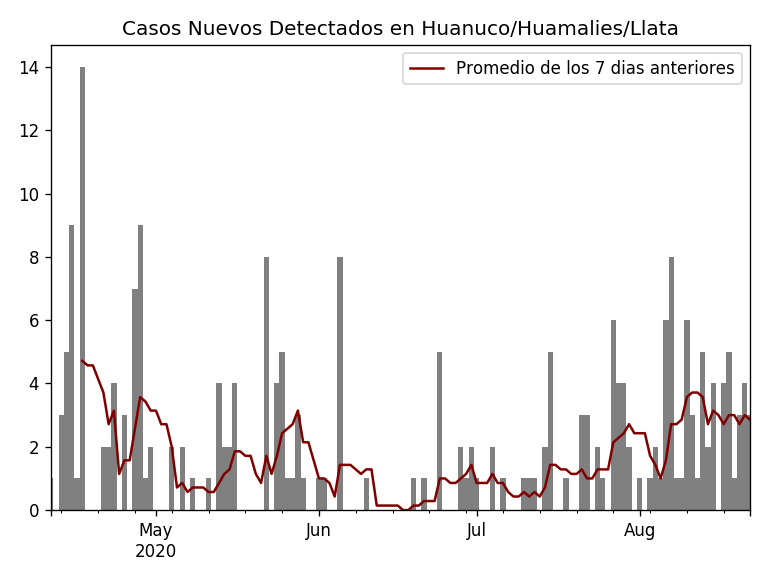 Casos Nuevos Detectados en Huanuco/Huamalies/Llata
Promedio de los 7 dias anteriores
14
12
10
8
6
4
2
0
May
2020
Jun
Jul
Aug